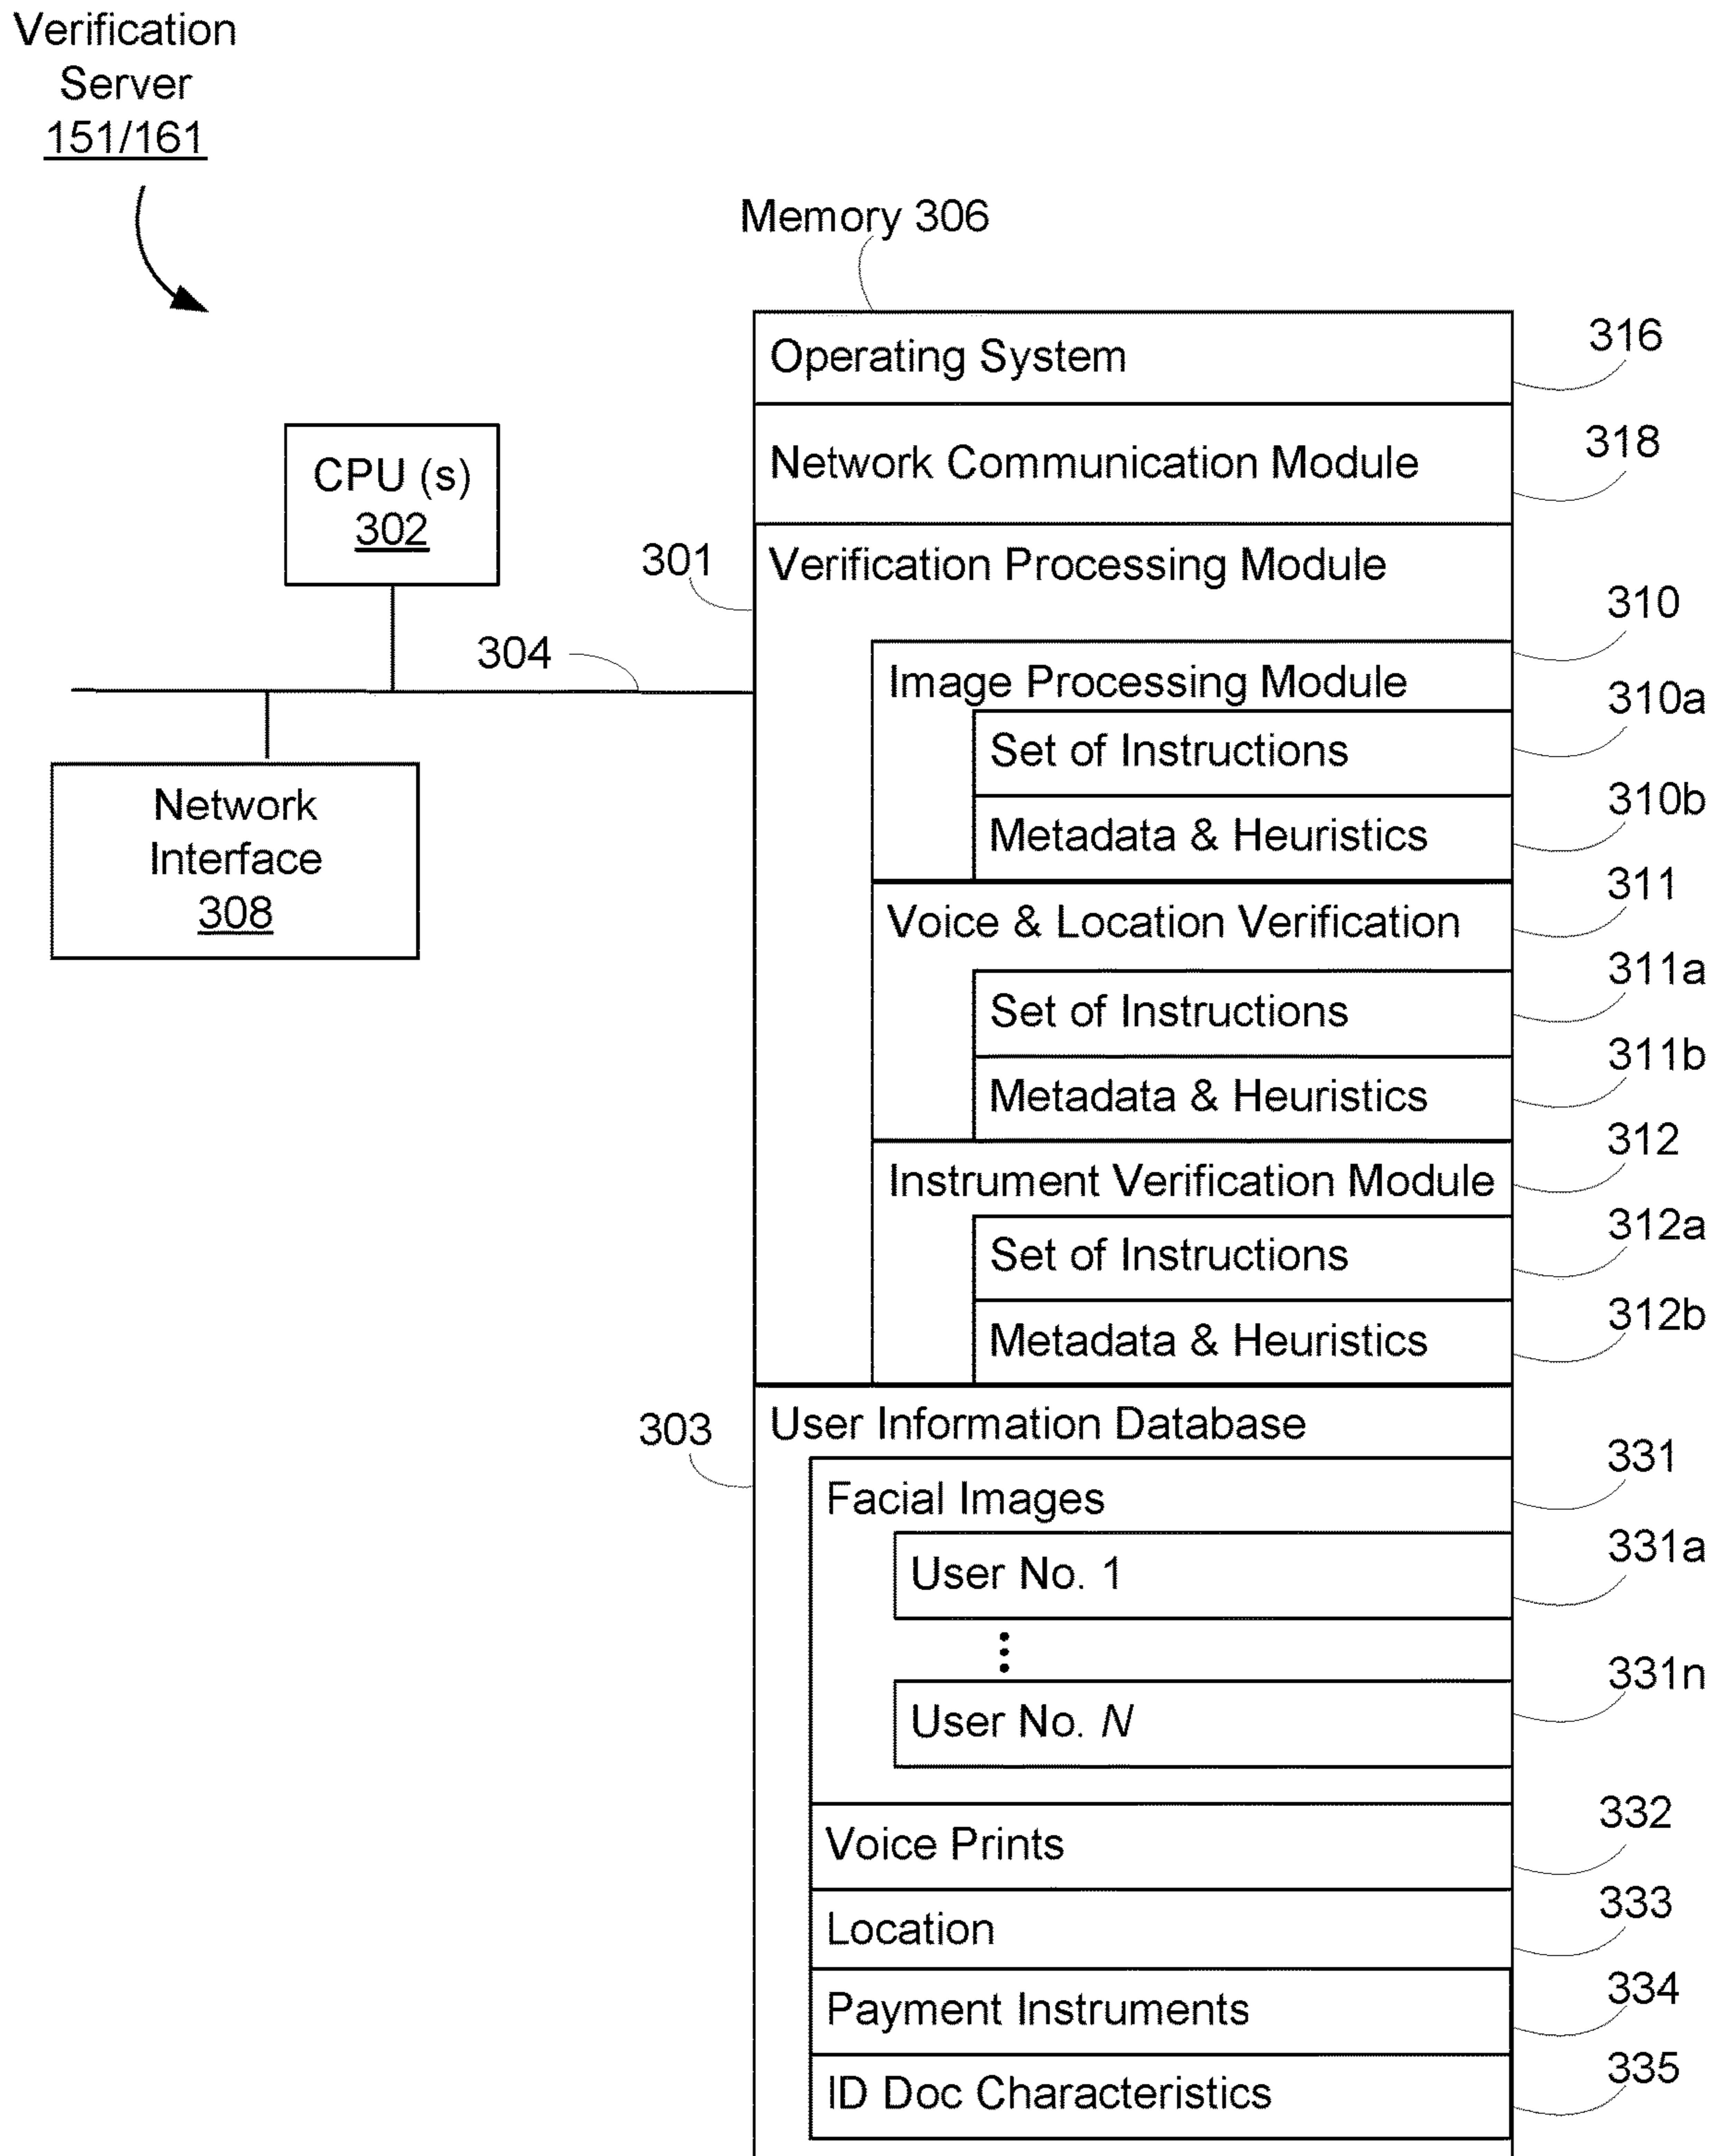 Verification
Server
151/161
Memory 306
Operating System
316
Network Communication Module
318
CPU (s)
302
301
Verification Processing Module
310
304
Image Processing Module
310a
Set of Instructions
310b
Metadata & Heuristics
Network
Interface
308
311
Voice & Location Verification
311a
Set of Instructions
311b
Metadata & Heuristics
312
Instrument Verification Module
312a
Set of Instructions
312b
Metadata & Heuristics
303
User Information Database
331
Facial Images
331a
User No. 1
331n
User No. N
332
Voice Prints
333
Location
334
Payment Instruments
335
ID Doc Characteristics